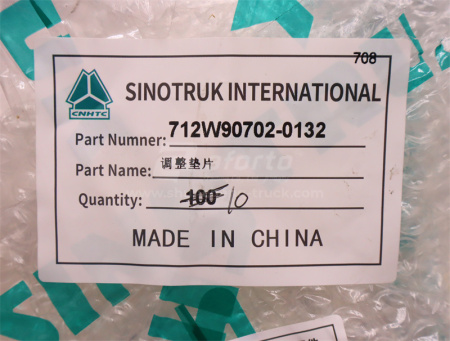 708
CNHTC
SINOTRUK INTERNATIONAL
Part Numner: 712W90702-0132
Part Name: 调整垫片
Quantity: 100 10
MADE IN CHINA